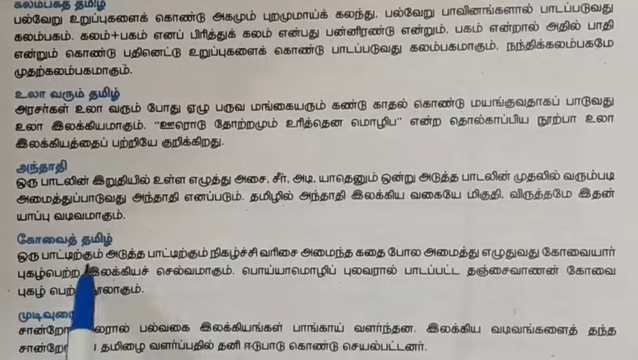 கலம்பகத் தமிழ்
பல்வேறு உறுப்புகளைக் கொண்டு அகமும் புறமுமாய்க் கலந்து, பல்வேறு பாவினங்களால் பாடப்படுவது
கலம்பகம். கலம்+பகம் எனப் பிரித்துக் கலம் என்பது பன்னிரண்டு என்றும், பகம் என்றால் அதில் பாதி
என்றும் கொண்டு பதினெட்டு உறுப்புகளைக் கொண்டு பாடப்படுவது கலம்பகமாகும், நந்திக்கலம்பகமே
முதற்கலம்பகமாகும்.
உலா வரும் தமிழ்
அரசர்கள் உலா வரும் போது ஏழு பருவ மங்கையரும் கண்டு காதல் கொண்டு மயங்குவதாகப் பாடுவது
உலா இலக்கியமாகும். “ஊரொடு தோற்றமும் உரித்தென மொழிப” என்ற தொல்காப்பிய நூற்பா உலா
இலக்கியத்தைப் பற்றியே குறிக்கிறது.
அந்தாதி
ஒரு பாடலின் இறுதியில் உள்ள எழுத்து அசை, சீர், அடி, யாதெனும் ஒன்று அடுத்த பாடலின் முதலில் வரும்படி
அமைத்துப்பாடுவது அந்தாதி எனப்படும். தமிழில் அந்தாதி இலக்கிய வகையே மிகுதி, விருத்தமே இதன்
யாப்பு வடிவமாகும்.
கோவைத் தமிழ்
ஒரு பாட்டிற்கும் அடுத்த பாட்டிற்கும் நிகழ்ச்சி வரிசை அமைந்த கதை போல அமைத்து எழுதுவது கோவையார்
புகழ்பெற்ற இலக்கியச் செல்வமாகும். பொய்யாமொழிப் புலவரால் பாடப்பட்ட தஞ்சைவாணன் கோவை
புகழ் பெற்ற நூலாகும்.
முடிவுரை
சான்றோ லரால் பல்வகை இலக்கியங்கள் பாங்காய் வளர்ந்தன. இலக்கிய வடிவங்களைத் தந்த
சான்றோ தமிழை வளர்ப்பதில் தனி ஈடுபாடு கொண்டு செயல்பட்டனர்.